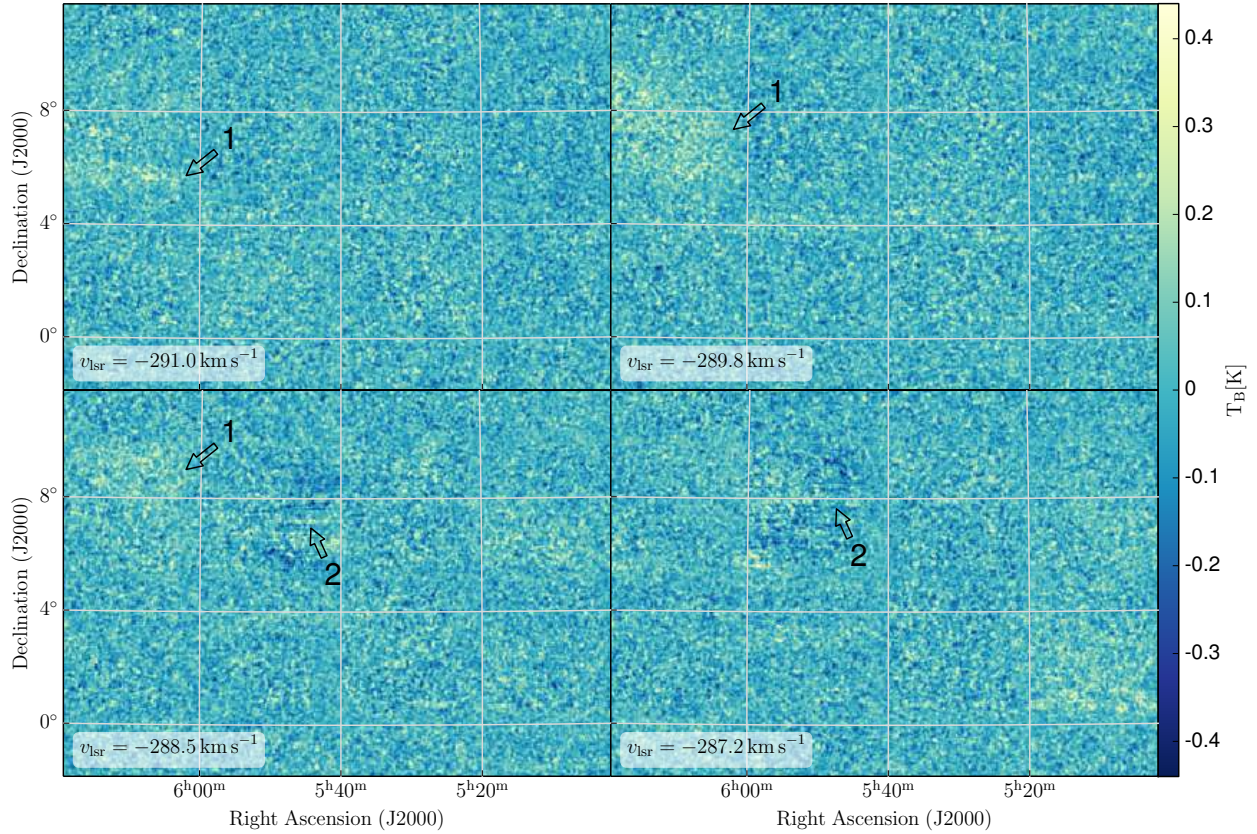 1
1
8°
4°
0°
Declination (J2000)
v_lsr = −291.0 km s⁻¹
v_lsr = −289.8 km s⁻¹
1
2
2
8°
4°
0°
Declination (J2000)
v_lsr = −288.5 km s⁻¹
v_lsr = −287.2 km s⁻¹
6ʰ00ᵐ
5ʰ40ᵐ
5ʰ20ᵐ
6ʰ00ᵐ
5ʰ40ᵐ
5ʰ20ᵐ
Right Ascension (J2000)
Right Ascension (J2000)
0.4
0.3
0.2
0.1
0
-0.1
-0.2
-0.3
-0.4
T_B[K]